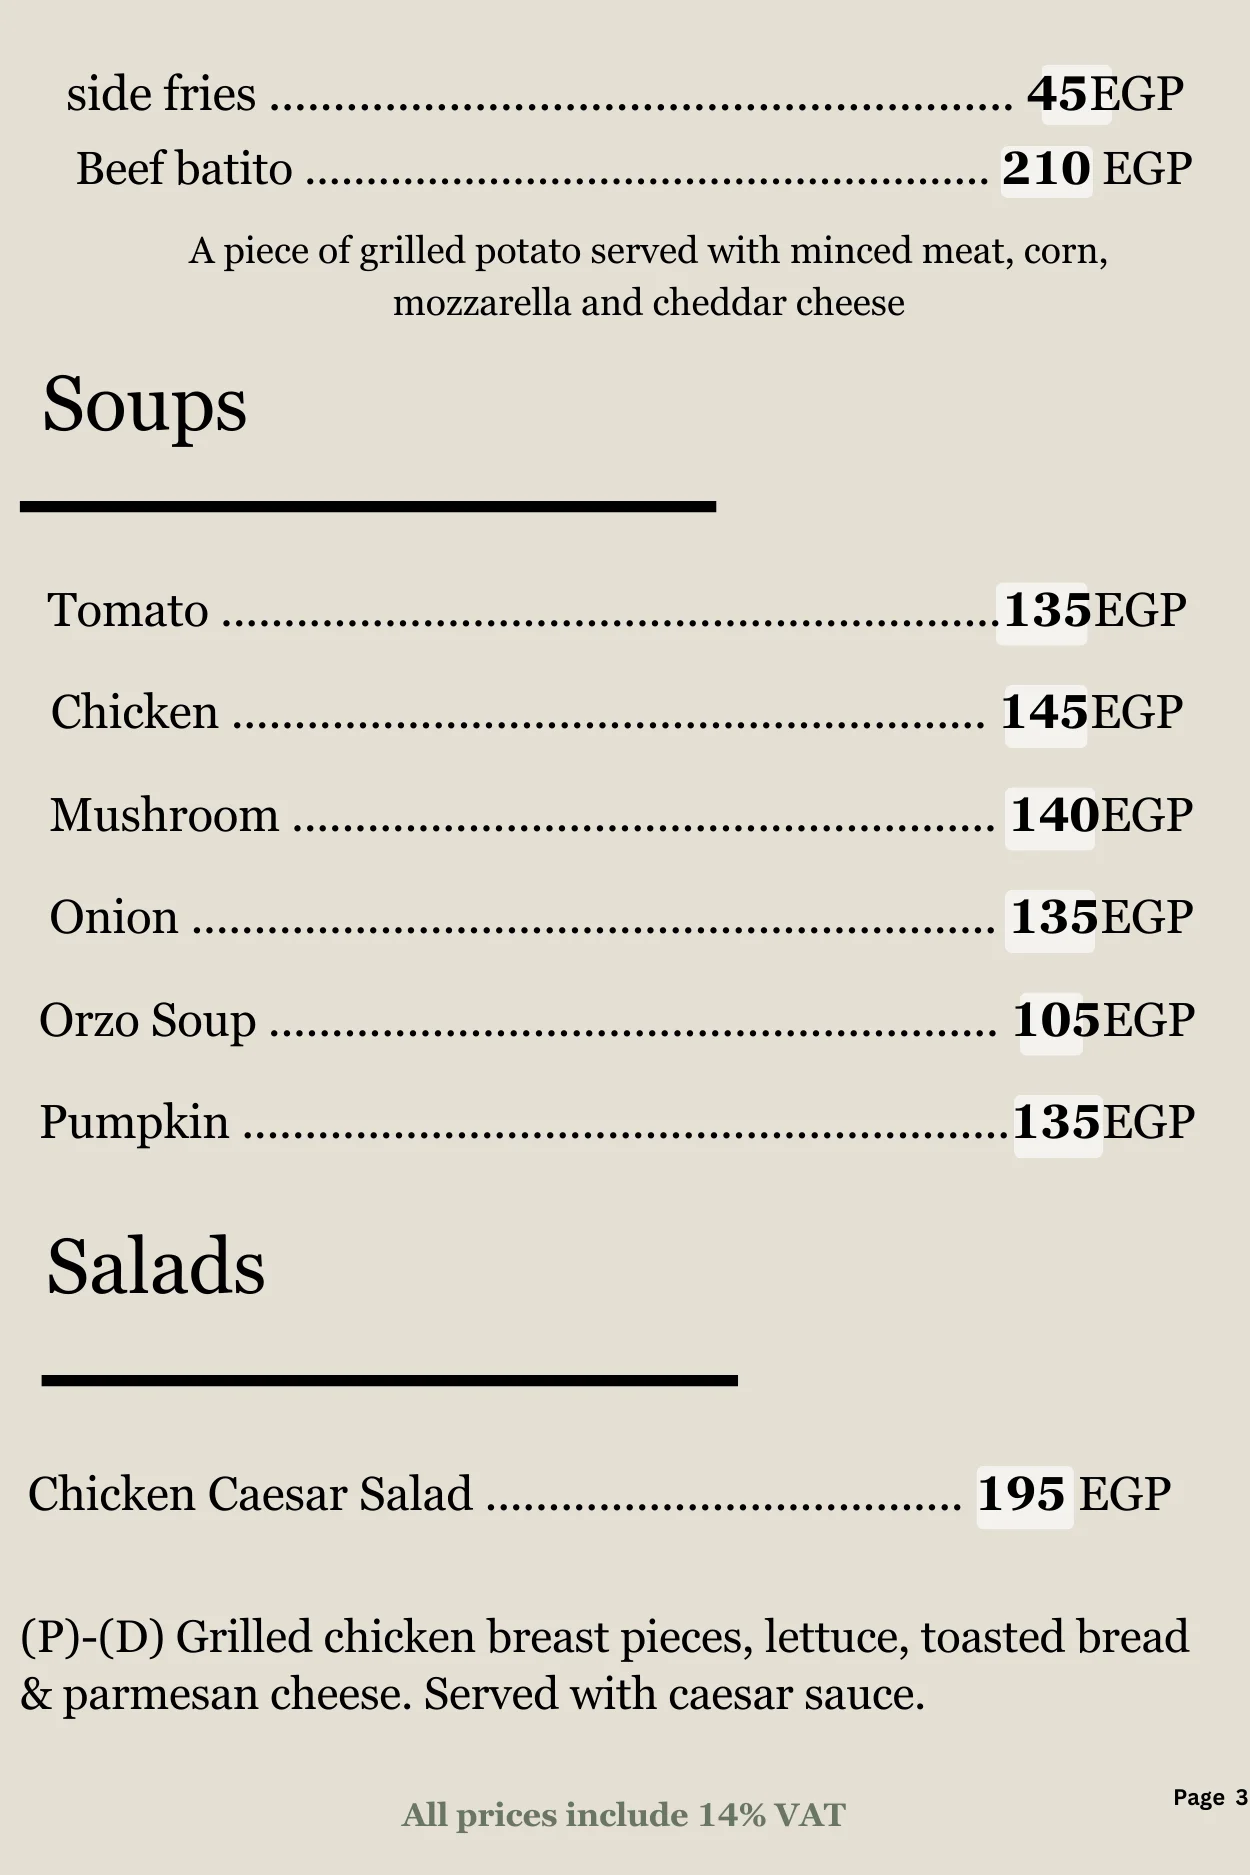 side fries ........................................................... 45EGP
Beef batito ....................................................... 210 EGP
A piece of grilled potato served with minced meat, corn,
mozzarella and cheddar cheese
Soups
Tomato ..............................................................135EGP
Chicken ............................................................ 145EGP
Mushroom ........................................................ 140EGP
Onion ................................................................ 135EGP
Orzo Soup .......................................................... 105EGP
Pumpkin .............................................................135EGP
Salads
Chicken Caesar Salad ...................................... 195 EGP
(P)-(D) Grilled chicken breast pieces, lettuce, toasted bread
& parmesan cheese. Served with caesar sauce.
Page 3
All prices include 14% VAT